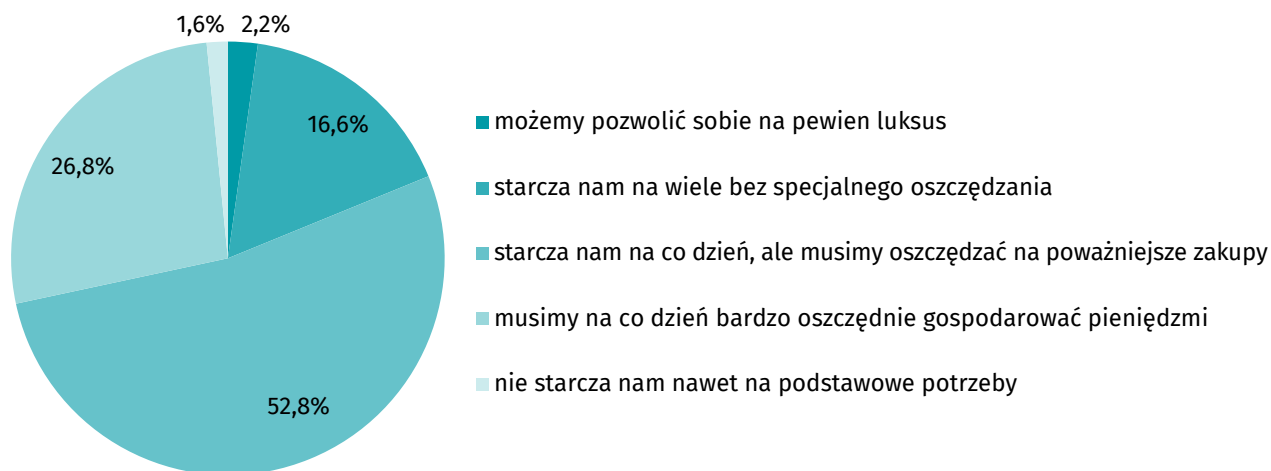 1,6%
2,2%
16,6%
26,8%
52,8%
możemy pozwolić sobie na pewien luksus
starcza nam na wiele bez specjalnego oszczędzania
starcza nam na co dzień, ale musimy oszczędzać na poważniejsze zakupy
musimy na co dzień bardzo oszczędnie gospodarować pieniędzmi
nie starcza nam nawet na podstawowe potrzeby